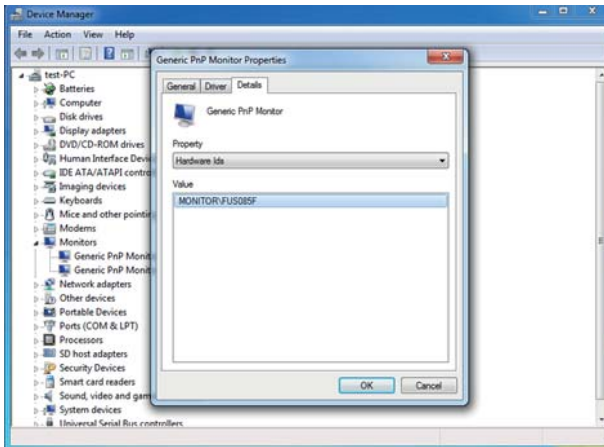 Device Manager
File Action View Help
Generic PnP Monitor Properties
General Driver Details
Generic PnP Monitor
Property
Hardware Ids
Value
MONITOR\FUS085F
OK Cancel
test-PC
Batteries
Computer
Disk drives
Display adapters
DVD/CD-ROM drives
Human Interface Devi
IDE ATA/ATAPI contro
Imaging devices
Keyboards
Mice and other pointin
Modems
Monitors
Generic PnP Monit
Generic PnP Monit
Network adapters
Other devices
Portable Devices
Ports (COM & LPT)
Processors
SD host adapters
Security Devices
Smart card readers
Sound, video and gam
System devices
Universal Serial Bus controllers